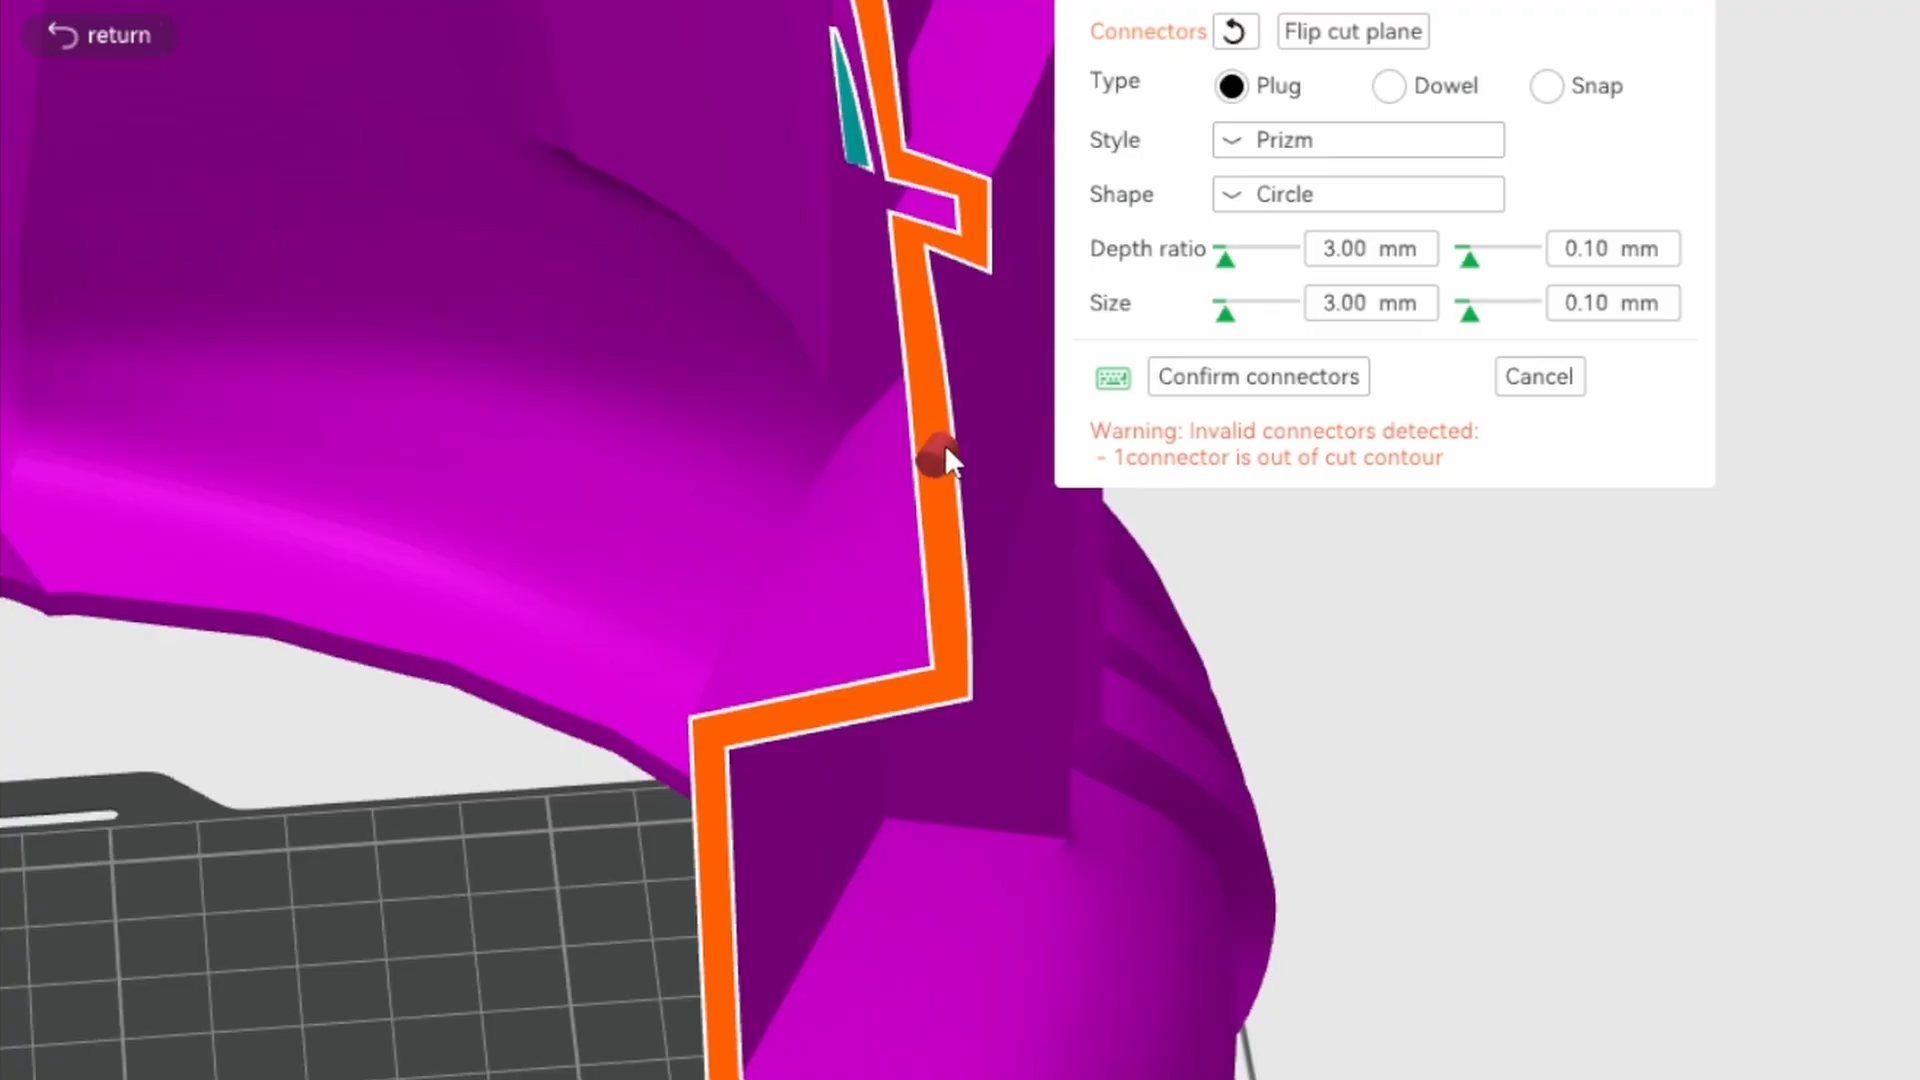 return
Connectors
Flip cut plane
Type
Plug
Dowel
Snap
Style
Prizm
Shape
Circle
Depth ratio
3.00 mm
0.10 mm
Size
3.00 mm
0.10 mm
Confirm connectors
Cancel
Warning: Invalid connectors detected:
- 1connector is out of cut contour